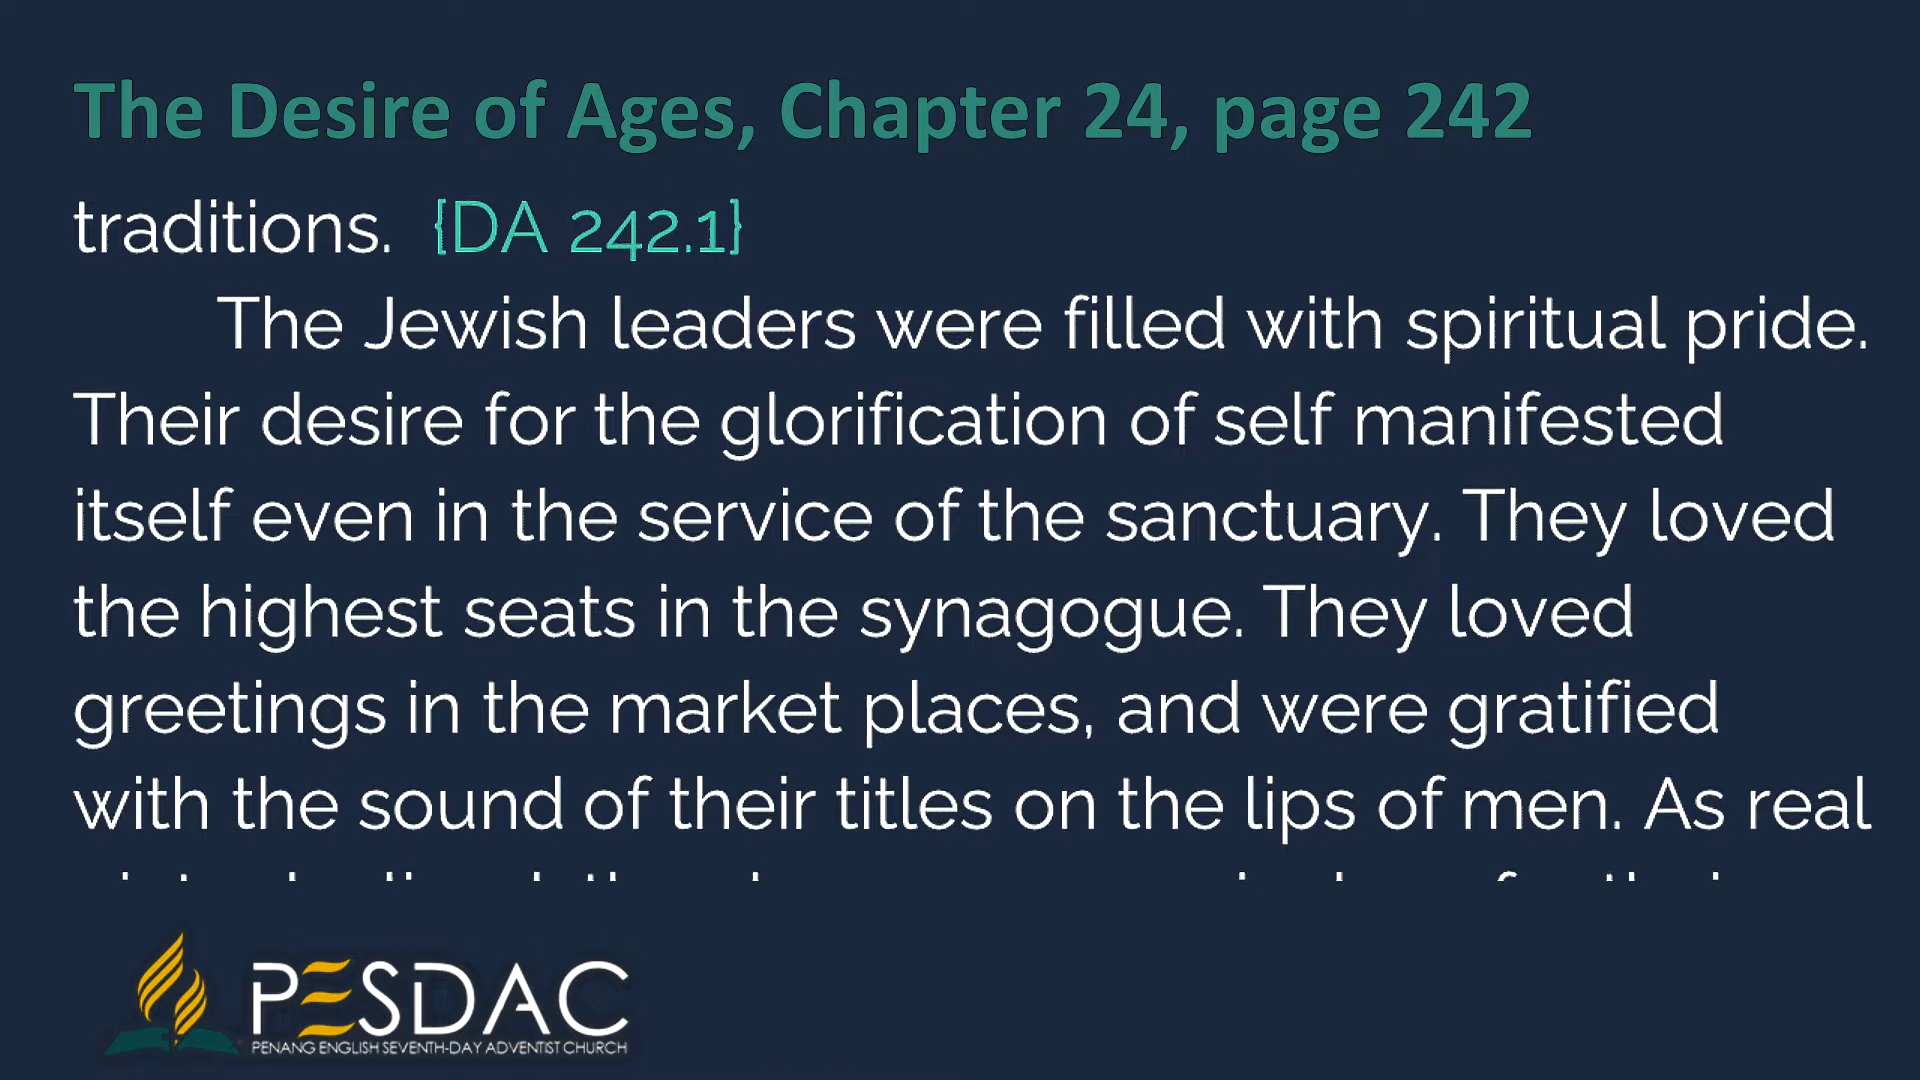 The Desire of Ages, Chapter 24, page 242
traditions. {DA 242.1}
The Jewish leaders were filled with spiritual pride.
Their desire for the glorification of self manifested
itself even in the service of the sanctuary. They loved
the highest seats in the synagogue. They loved
greetings in the market places, and were gratified
with the sound of their titles on the lips of men. As real
PESDAC
PENANG ENGLISH SEVENTH-DAY ADVENTIST CHURCH